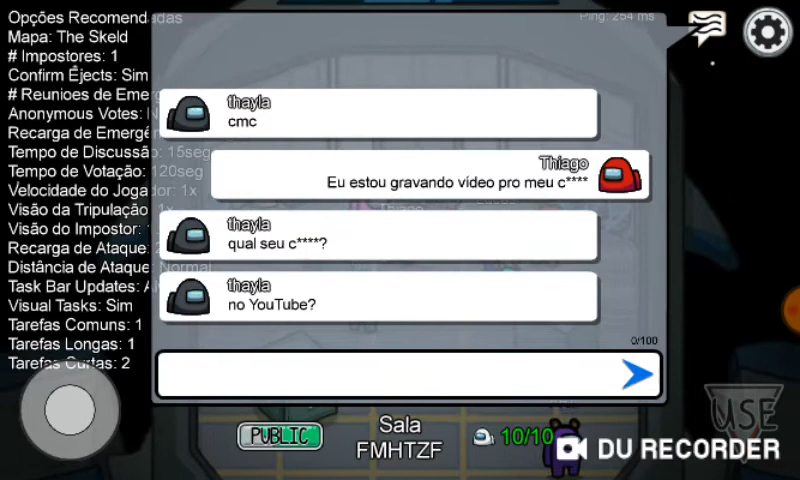 Opções Recomendadas
Mapa: The Skeld
# Impostores: 1
Confirm Ejects: Sim
# Reunioes de Emer
Anonymous Votes: N
Recarga de Emergê
Tempo de Discussão: 15seg
Tempo de Votação: 120seg
Velocidade do Jogador: 1x
Visão da Tripulação: 1x
Visão do Impostor:
Recarga de Ataque:
Distância de Ataque: Normal
Task Bar Updates:
Visual Tasks: Sim
Tarefas Comuns: 1
Tarefas Longas: 1
Tarefas Curtas: 2
Ping: 254 ms
thayla
cmc
Thiago
Eu estou gravando vídeo pro meu c****
thayla
qual seu c****?
thayla
no YouTube?
0/100
PUBLIC
Sala
FMHTZF
10/10
USE
DU RECORDER